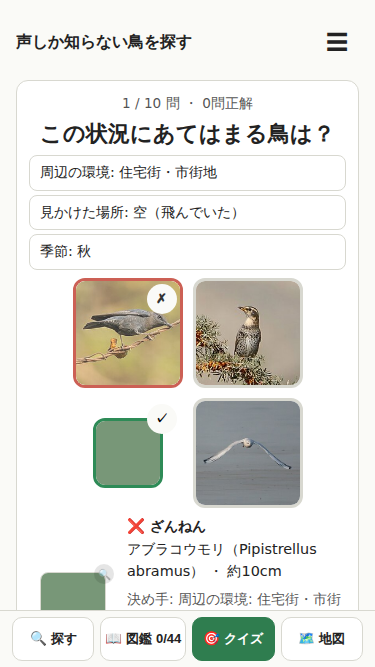 声しか知らない鳥を探す
1 / 10 問 ・ 0問正解
この状況にあてはまる鳥は？
周辺の環境: 住宅街・市街地
見かけた場所: 空（飛んでいた）
季節: 秋
✗
✓
❌ ざんねん
アブラコウモリ（Pipistrellus
abramus） ・ 約10cm
決め手: 周辺の環境: 住宅街・市街
🔍 探す
📖 図鑑 0/44
🎯 クイズ
🗺️ 地図